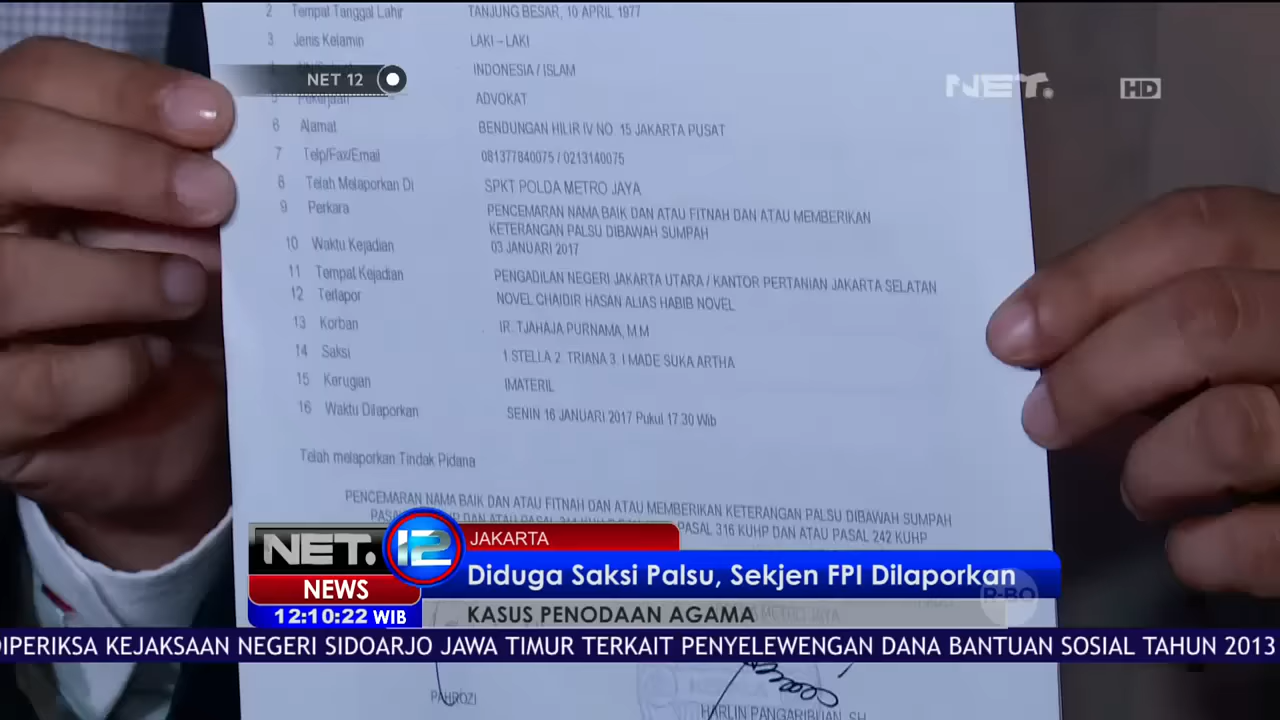 2 Tempat Tanggal Lahir TANJUNG BESAR, 10 APRIL 1977
3 Jenis Kelamin LAKI - LAKI
INDONESIA / ISLAM
NET 12
NET.
HD
5 Pekerjaan ADVOKAT
6 Alamat BENDUNGAN HILIR IV NO. 15 JAKARTA PUSAT
7 Telp/Fax/Email 081377840075 / 0213140075
8 Telah Melaporkan Di SPKT POLDA METRO JAYA
9 Perkara PENCEMARAN NAMA BAIK DAN ATAU FITNAH DAN ATAU MEMBERIKAN
KETERANGAN PALSU DIBAWAH SUMPAH
10 Waktu Kejadian 03 JANUARI 2017
11 Tempat Kejadian PENGADILAN NEGERI JAKARTA UTARA / KANTOR PERTANIAN JAKARTA SELATAN
12 Terlapor NOVEL CHAIDIR HASAN ALIAS HABIB NOVEL
13 Korban IR. TJAHAJA PURNAMA, M.M
14 Saksi 1.STELLA 2. TRIANA 3. I MADE SUKA ARTHA
15 Kerugian IMATERIL
16 Waktu Dilaporkan SENIN 16 JANUARI 2017 Pukul 17.30 Wib
Telah melaporkan Tindak Pidana
PENCEMARAN NAMA BAIK DAN ATAU FITNAH DAN ATAU MEMBERIKAN KETERANGAN PALSU DIBAWAH SUMPAH
PASAL 316 KUHP DAN ATAU PASAL 242 KUHP
NET. 12
NEWS
JAKARTA
Diduga Saksi Palsu, Sekjen FPI Dilaporkan
R-BO
12:10:22 WIB
KASUS PENODAAN AGAMA
DIPERIKSA KEJAKSAAN NEGERI SIDOARJO JAWA TIMUR TERKAIT PENYELEWENGAN DANA BANTUAN SOSIAL TAHUN 2013
PAHROZI
HARLIN PANGARIBUAN, SH